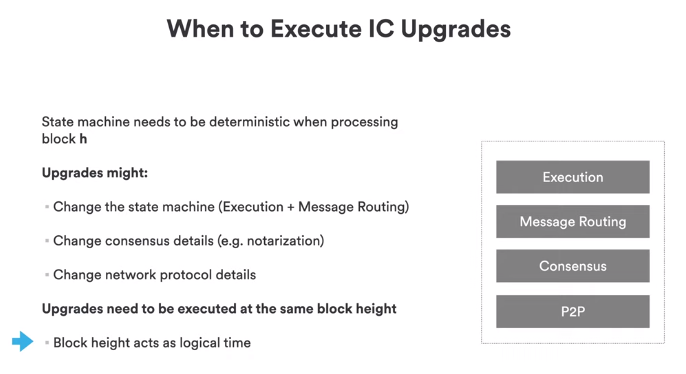 When to Execute IC Upgrades
State machine needs to be deterministic when processing
block h
Upgrades might:
Change the state machine (Execution + Message Routing)
Change consensus details (e.g. notarization)
Change network protocol details
Upgrades need to be executed at the same block height
Block height acts as logical time
Execution
Message Routing
Consensus
P2P